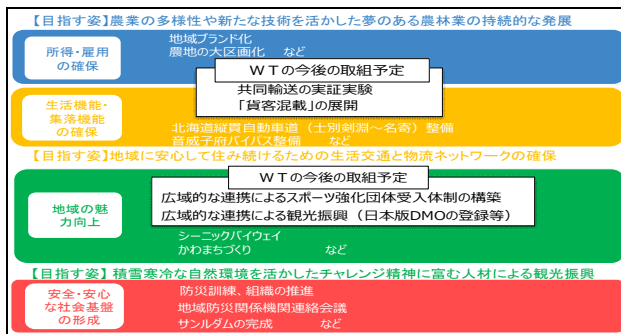 【目指す姿】農業の多様性や新たな技術を活かした夢のある農林業の持続的な発展
所得・雇用
の確保
地域ブランド化
農地の大区画化 など
WTの今後の取組予定
共同輸送の実証実験
「貨客混載」の展開
生活機能・
集落機能
の確保
北海道縦貫自動車道（士別剣淵～名寄）整備
音威子府バイパス整備 など
【目指す姿】地域に安心して住み続けるための生活交通と物流ネットワークの確保
WTの今後の取組予定
広域的な連携によるスポーツ強化団体受入体制の構築
広域的な連携による観光振興（日本版DMOの登録等）
地域の魅
力向上
シーニックバイウェイ
かわまちづくり など
【目指す姿】積雪寒冷な自然環境を活かしたチャレンジ精神に富む人材による観光振興
安全・安心
な社会基盤
の形成
防災訓練、組織の推進
地域防災関係機関連絡会議
サンルダムの完成 など